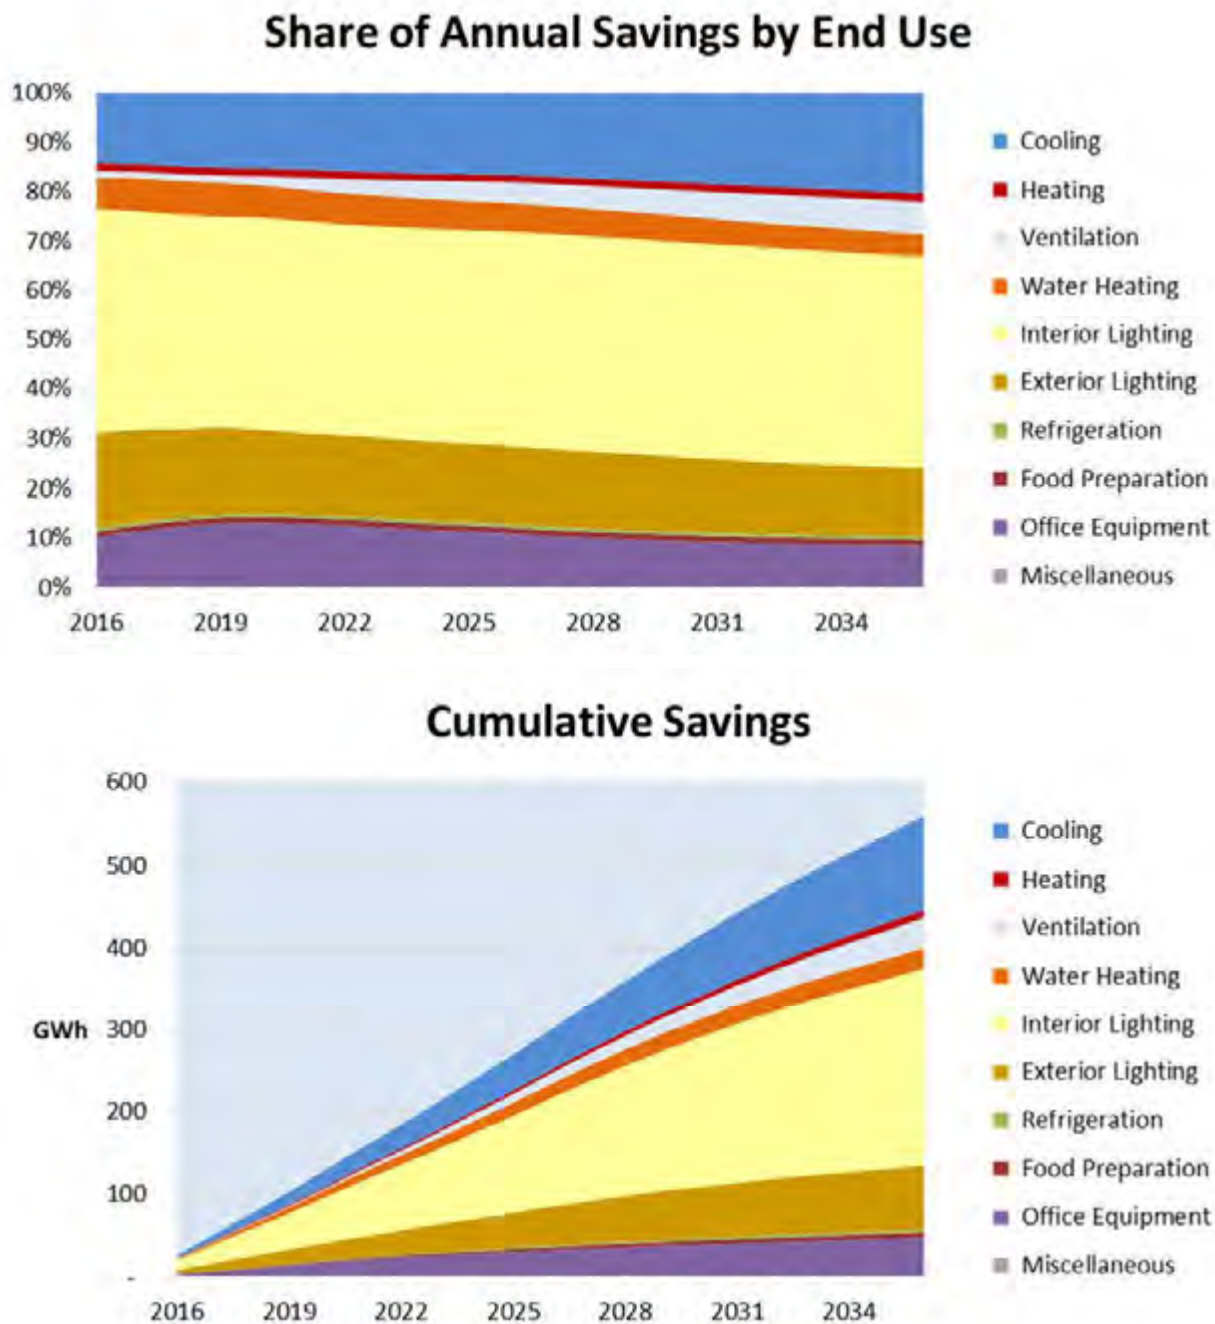 Share of Annual Savings by End Use
100%
90%
80%
70%
60%
50%
40%
30%
20%
10%
0%
2016 2019 2022 2025 2028 2031 2034
Cooling
Heating
Ventilation
Water Heating
Interior Lighting
Exterior Lighting
Refrigeration
Food Preparation
Office Equipment
Miscellaneous
Cumulative Savings
600
500
400
GWh 300
200
100
-
2016 2019 2022 2025 2028 2031 2034
Cooling
Heating
Ventilation
Water Heating
Interior Lighting
Exterior Lighting
Refrigeration
Food Preparation
Office Equipment
Miscellaneous